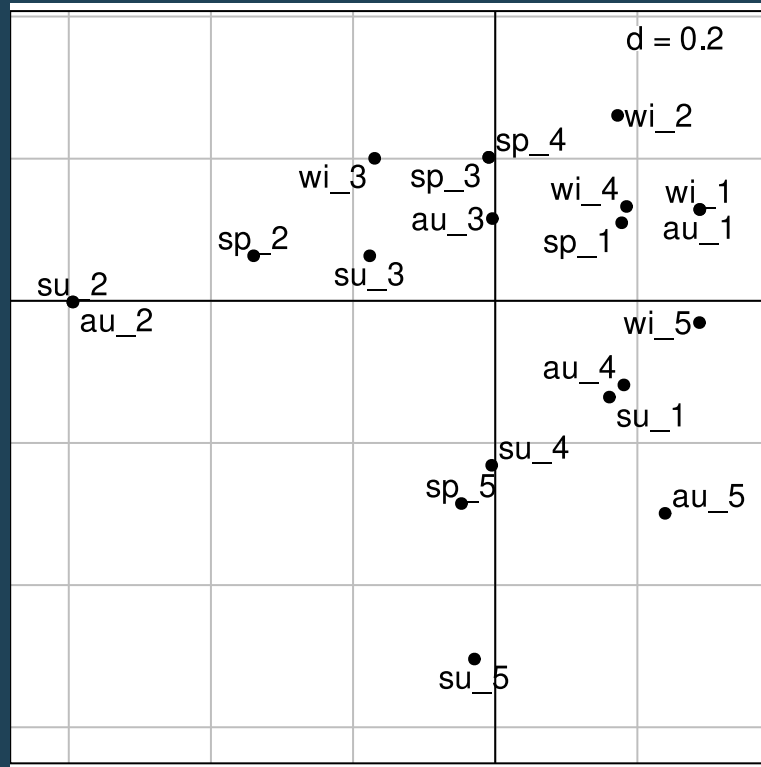 d = 0.2
wi_2
sp_4
wi_3
sp_3
wi_4
wi_1
au_3
au_1
sp_2
sp_1
su_3
su_2
au_2
wi_5
au_4
su_1
su_4
sp_5
au_5
su_5